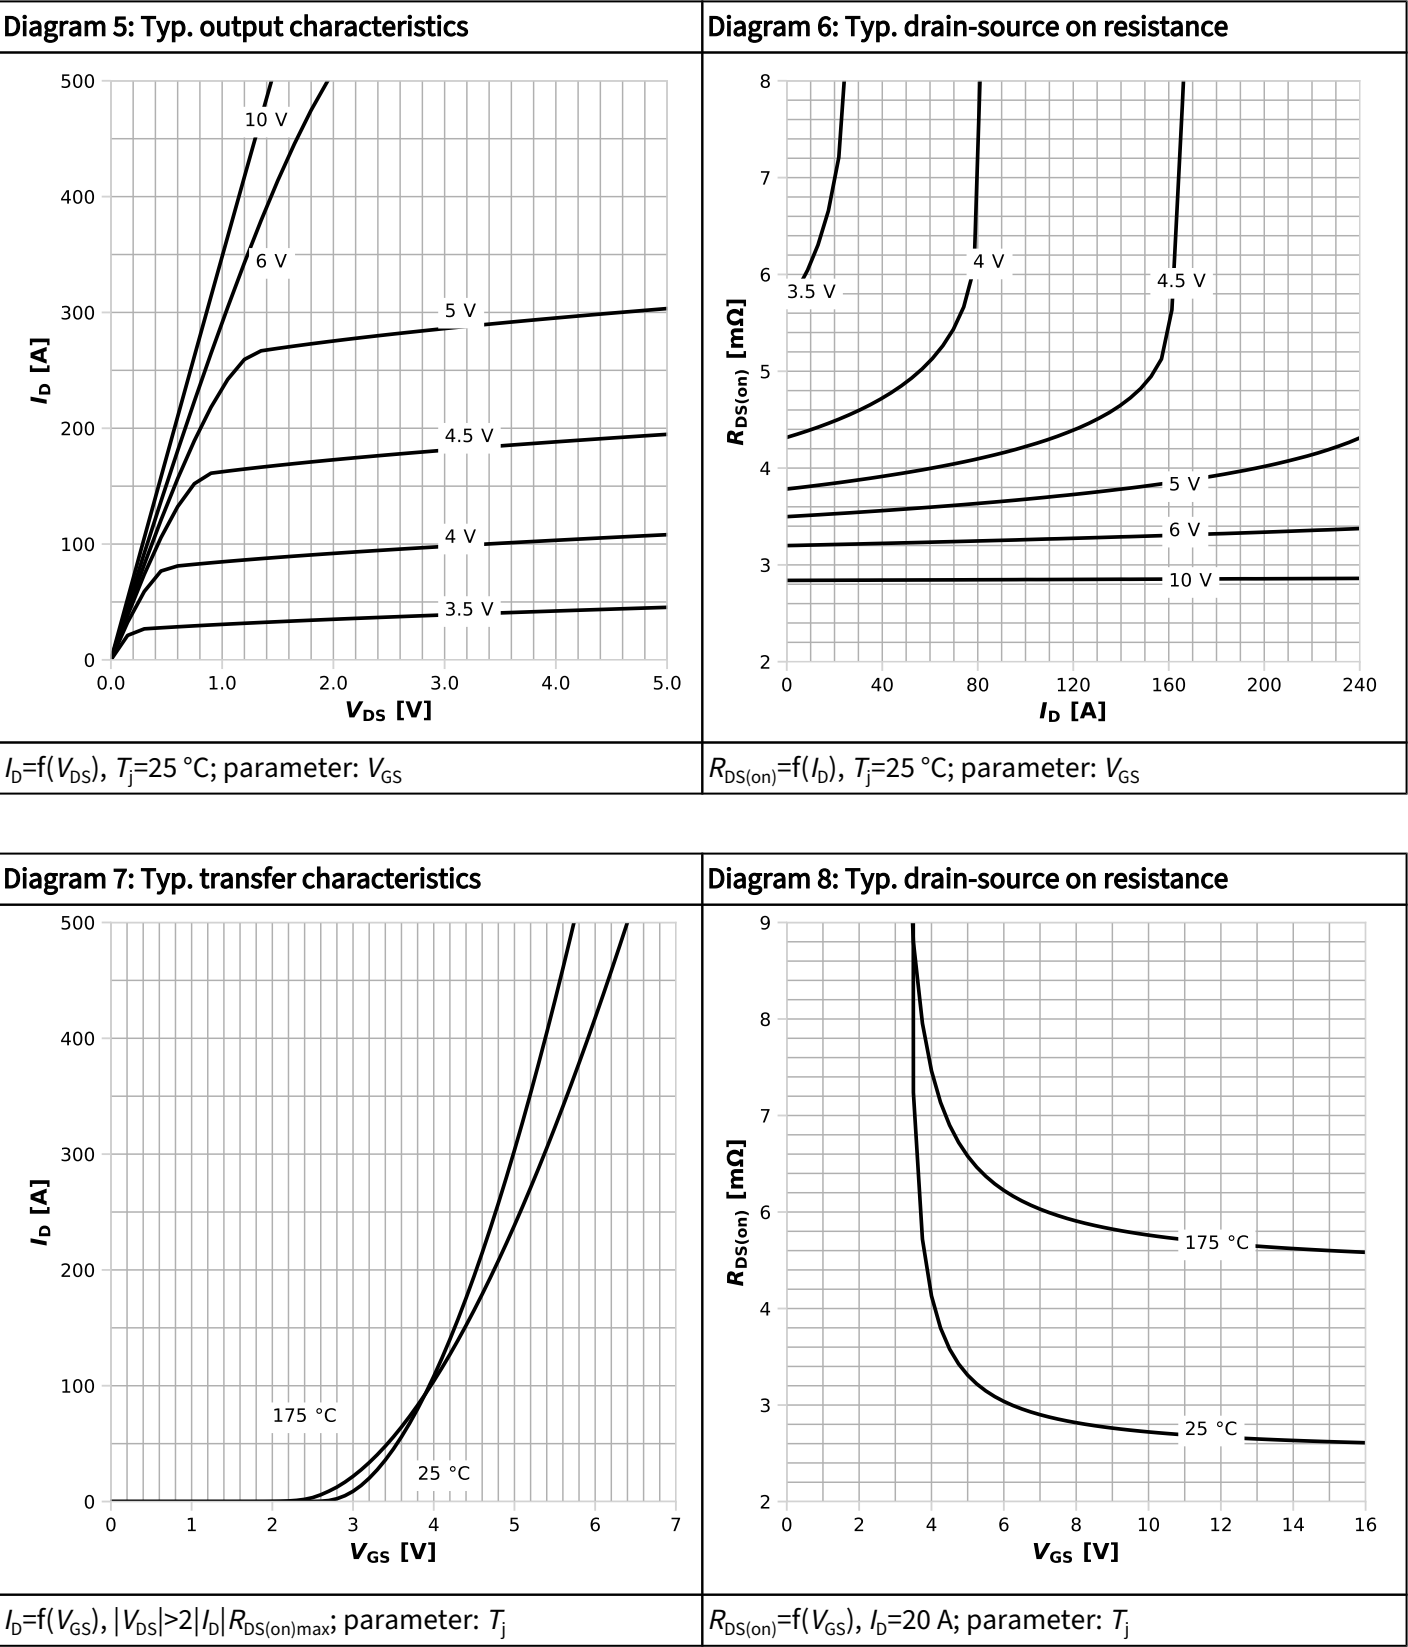 Diagram 5: Typ. output characteristics
500
400
300
200
100
0
I_D [A]
10 V
6 V
5 V
4.5 V
4 V
3.5 V
0.0 1.0 2.0 3.0 4.0 5.0
V_DS [V]
I_D=f(V_DS), T_j=25 °C; parameter: V_GS
Diagram 6: Typ. drain-source on resistance
8
7
6
5
4
3
2
R_DS(on) [mΩ]
3.5 V
4 V
4.5 V
5 V
6 V
10 V
0 40 80 120 160 200 240
I_D [A]
R_DS(on)=f(I_D), T_j=25 °C; parameter: V_GS
Diagram 7: Typ. transfer characteristics
500
400
300
200
100
0
I_D [A]
175 °C
25 °C
0 1 2 3 4 5 6 7
V_GS [V]
I_D=f(V_GS), |V_DS|>2|I_D|R_DS(on)max; parameter: T_j
Diagram 8: Typ. drain-source on resistance
9
8
7
6
4
3
2
R_DS(on) [mΩ]
175 °C
25 °C
0 2 4 6 8 10 12 14 16
V_GS [V]
R_DS(on)=f(V_GS), I_D=20 A; parameter: T_j